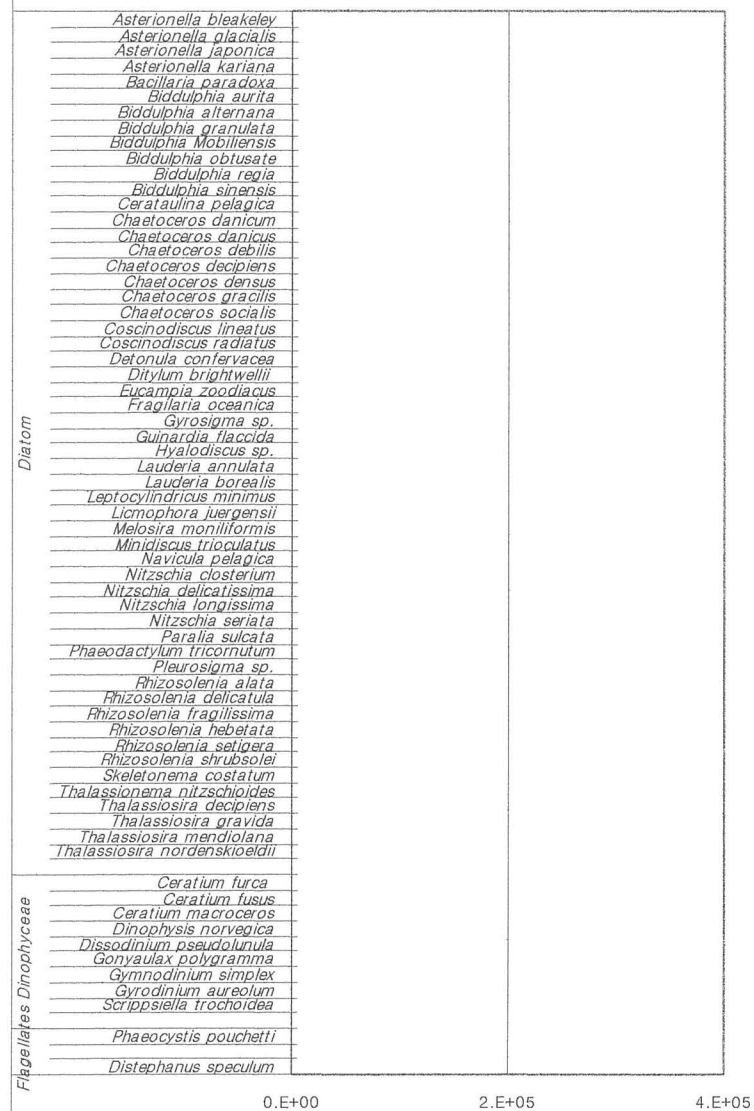 Asterionella bleakeley
Asterionella glacialis
Asterionella japonica
Asterionella kariana
Bacillaria paradoxa
Biddulphia aurita
Biddulphia alternana
Biddulphia granulata
Biddulphia Mobiliensis
Biddulphia obtusate
Biddulphia regia
Biddulphia sinensis
Cerataulina pelagica
Chaetoceros danicum
Chaetoceros danicus
Chaetoceros debilis
Chaetoceros decipiens
Chaetoceros densus
Chaetoceros gracilis
Chaetoceros socialis
Coscinodiscus lineatus
Coscinodiscus radiatus
Detonula confervacea
Ditylum brightwellii
Eucampia zoodiacus
Fragilaria oceanica
Gyrosigma sp.
Guinardia flaccida
Hyalodiscus sp.
Lauderia annulata
Lauderia borealis
Leptocylindricus minimus
Licmophora juergensii
Melosira moniliformis
Minidiscus trioculatus
Navicula pelagica
Nitzschia closterium
Nitzschia delicatissima
Nitzschia longissima
Nitzschia seriata
Paralia sulcata
Phaeodactylum tricornutum
Pleurosigma sp.
Rhizosolenia alata
Rhizosolenia delicatula
Rhizosolenia fragilissima
Rhizosolenia hebetata
Rhizosolenia setigera
Rhizosolenia shrubsolei
Skeletonema costatum
Thalassionema nitzschioides
Thalassiosira decipiens
Thalassiosira gravida
Thalassiosira mendiolana
Thalassiosira nordenskioeldii
Diatom
Ceratium furca
Ceratium fusus
Ceratium macroceros
Dinophysis norvegica
Dissodinium pseudolunula
Gonyaulax polygramma
Gymnodinium simplex
Gyrodinium aureolum
Scrippsiella trochoidea
Dinophyceae
Phaeocystis pouchetti
Distephanus speculum
Flagellates
0.E+00 2.E+05 4.E+05